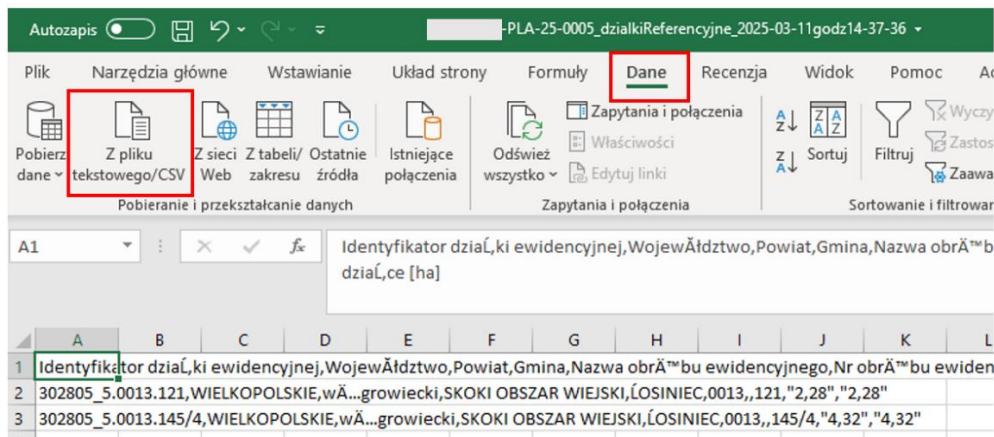 Autozapis -PLA-25-0005_dzialkiReferencyjne_2025-03-11godz14-37-36
Plik Narzędzia główne Wstawianie Układ strony Formuły Dane Recenzja Widok Pomoc
Pobierz dane
Z pliku tekstowego/CSV
Z sieci Web
Z tabeli/ zakresu
Ostatnie źródła
Istniejące połączenia
Odśwież wszystko
Zapytania i połączenia
Właściwości
Edytuj linki
Sortuj
Filtruj
Wyczy
Zastos
Zaawa
Pobieranie i przekształcanie danych Zapytania i połączenia Sortowanie i filtrowan
A1 fx Identyfikator dziaĹ‚ki ewidencyjnej,WojewĂłdztwo,Powiat,Gmina,Nazwa obrÄ™b
dziaĹ‚ce [ha]
A B C D E F G H I J K L
1 Identyfikator dziaĹ‚ki ewidencyjnej,WojewĂłdztwo,Powiat,Gmina,Nazwa obrÄ™bu ewidencyjnego,Nr obrÄ™bu ewiden
2 302805_5.0013.121,WIELKOPOLSKIE,wÄ…growiecki,SKOKI OBSZAR WIEJSKI,ĹOSINIEC,0013,,121,"2,28","2,28"
3 302805_5.0013.145/4,WIELKOPOLSKIE,wÄ…growiecki,SKOKI OBSZAR WIEJSKI,ĹOSINIEC,0013,,145/4,"4,32","4,32"